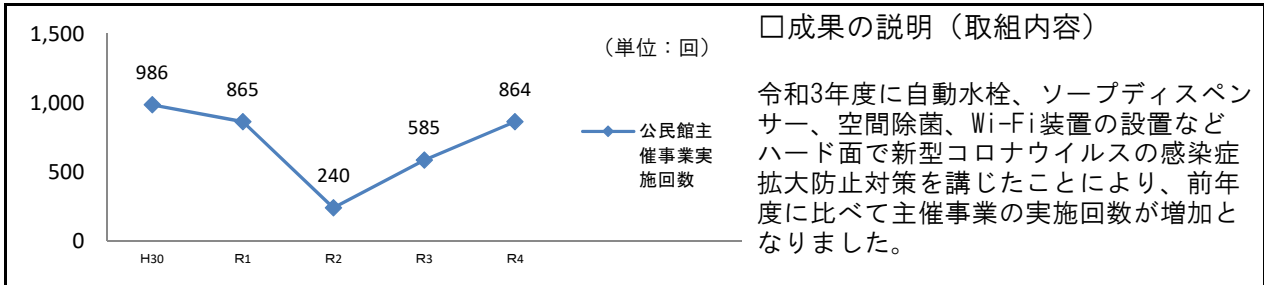 1,500
1,000
500
0
(単位：回)
986
865
240
585
864
H30
R1
R2
R3
R4
公民館主
催事業実
施回数
□成果の説明（取組内容）
令和3年度に自動水栓、ソープディスペン
サー、空間除菌、Wi-Fi装置の設置など
ハード面で新型コロナウイルスの感染症
拡大防止対策を講じたことにより、前年
度に比べて主催事業の実施回数が増加と
なりました。